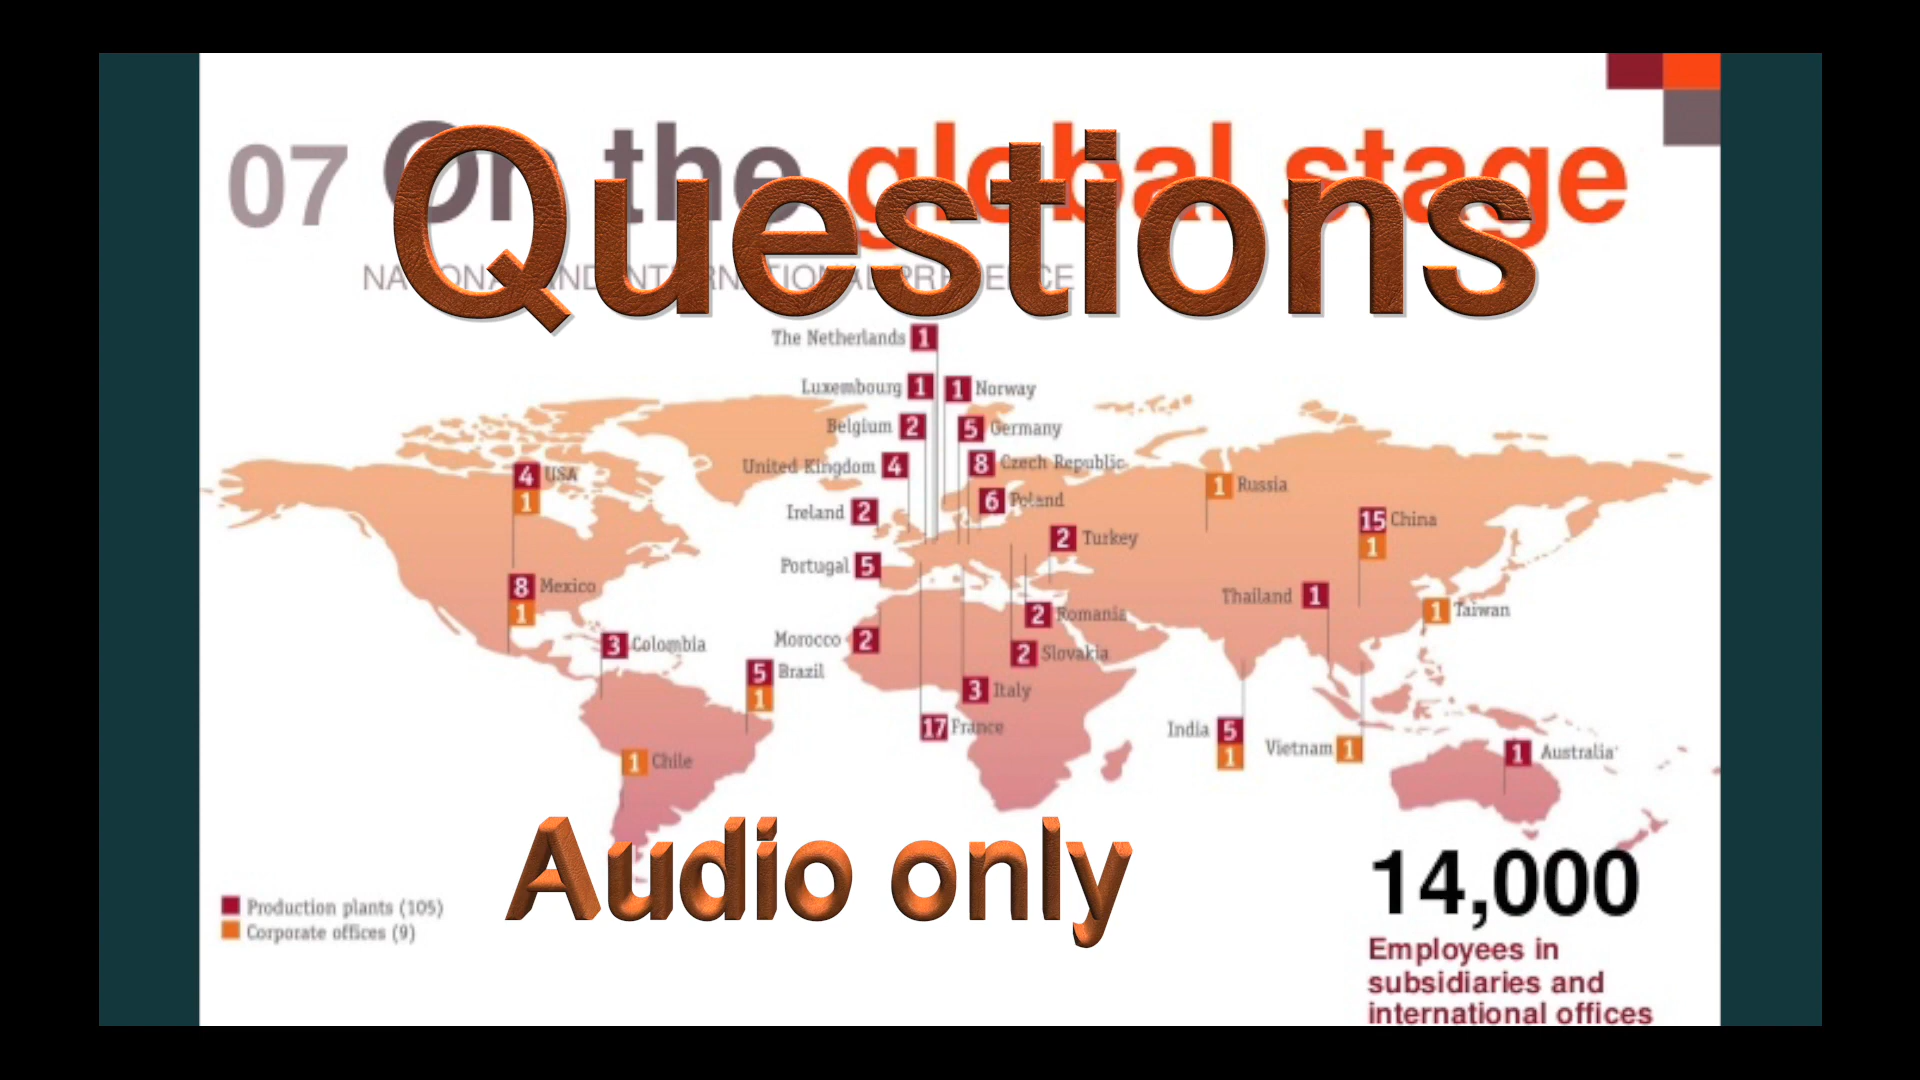 07 On the global stage
Questions
NATIONAL AND INTERNATIONAL PRESENCE
The Netherlands 1
Luxembourg 1
1 Norway
Belgium 2
5 Germany
United Kingdom 4
8 Czech Republic
4 USA
1
1 Russia
6 Poland
Ireland 2
15 China
1
2 Turkey
Portugal 5
8 Mexico
1
Thailand 1
1 Taiwan
2 Romania
3 Colombia
Morocco 2
2 Slovakia
5 Brazil
1
3 Italy
17 France
India 5
1
Vietnam 1
1 Australia
1 Chile
Audio only
14,000
Employees in
subsidiaries and
international offices
Production plants (105)
Corporate offices (9)